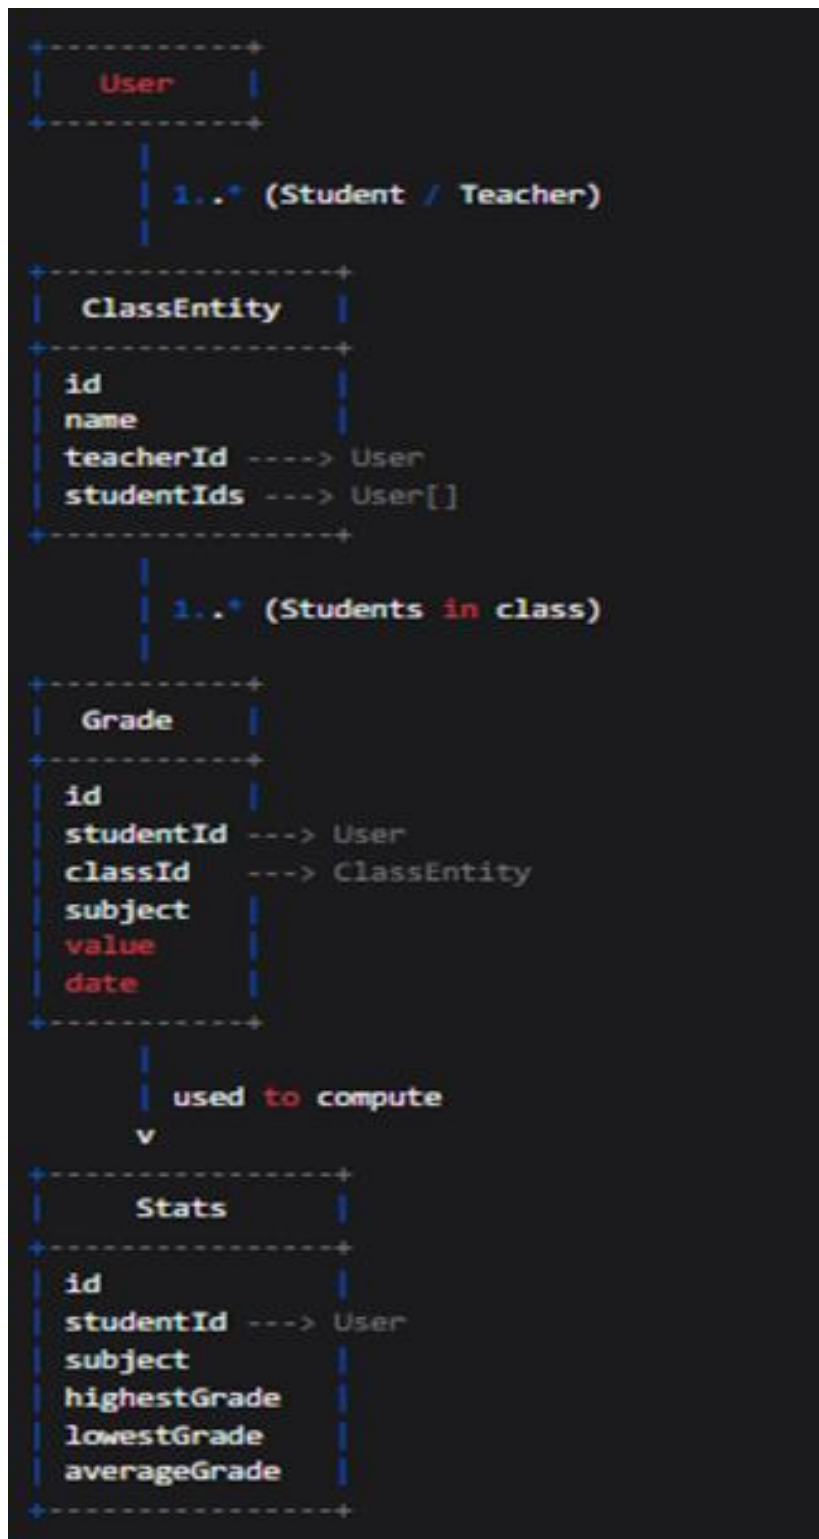 +-----------+
|   User    |
+-----------+
|
| 1..* (Student / Teacher)
|
+----------------+
|  ClassEntity   |
+----------------+
| id             |
| name           |
| teacherId ----> User
| studentIds ---> User[]
+----------------+
|
| 1..* (Students in class)
|
+-----------+
|  Grade    |
+-----------+
| id        |
| studentId ---> User
| classId   ---> ClassEntity
| subject   |
| value     |
| date      |
+-----------+
|
| used to compute
v
+----------------+
|     Stats      |
+----------------+
| id             |
| studentId ---> User
| subject        |
| highestGrade   |
| lowestGrade    |
| averageGrade   |
+----------------+